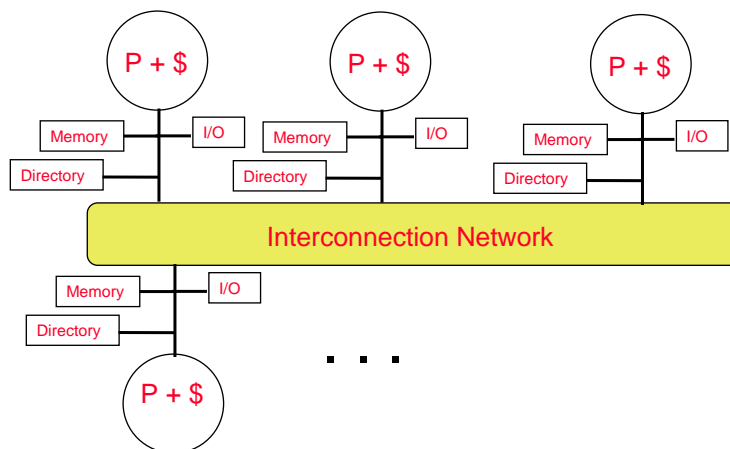 P + $
P + $
P + $
Memory
I/O
Memory
I/O
Memory
I/O
Directory
Directory
Directory
Interconnection Network
Memory
I/O
Directory
. . .
P + $